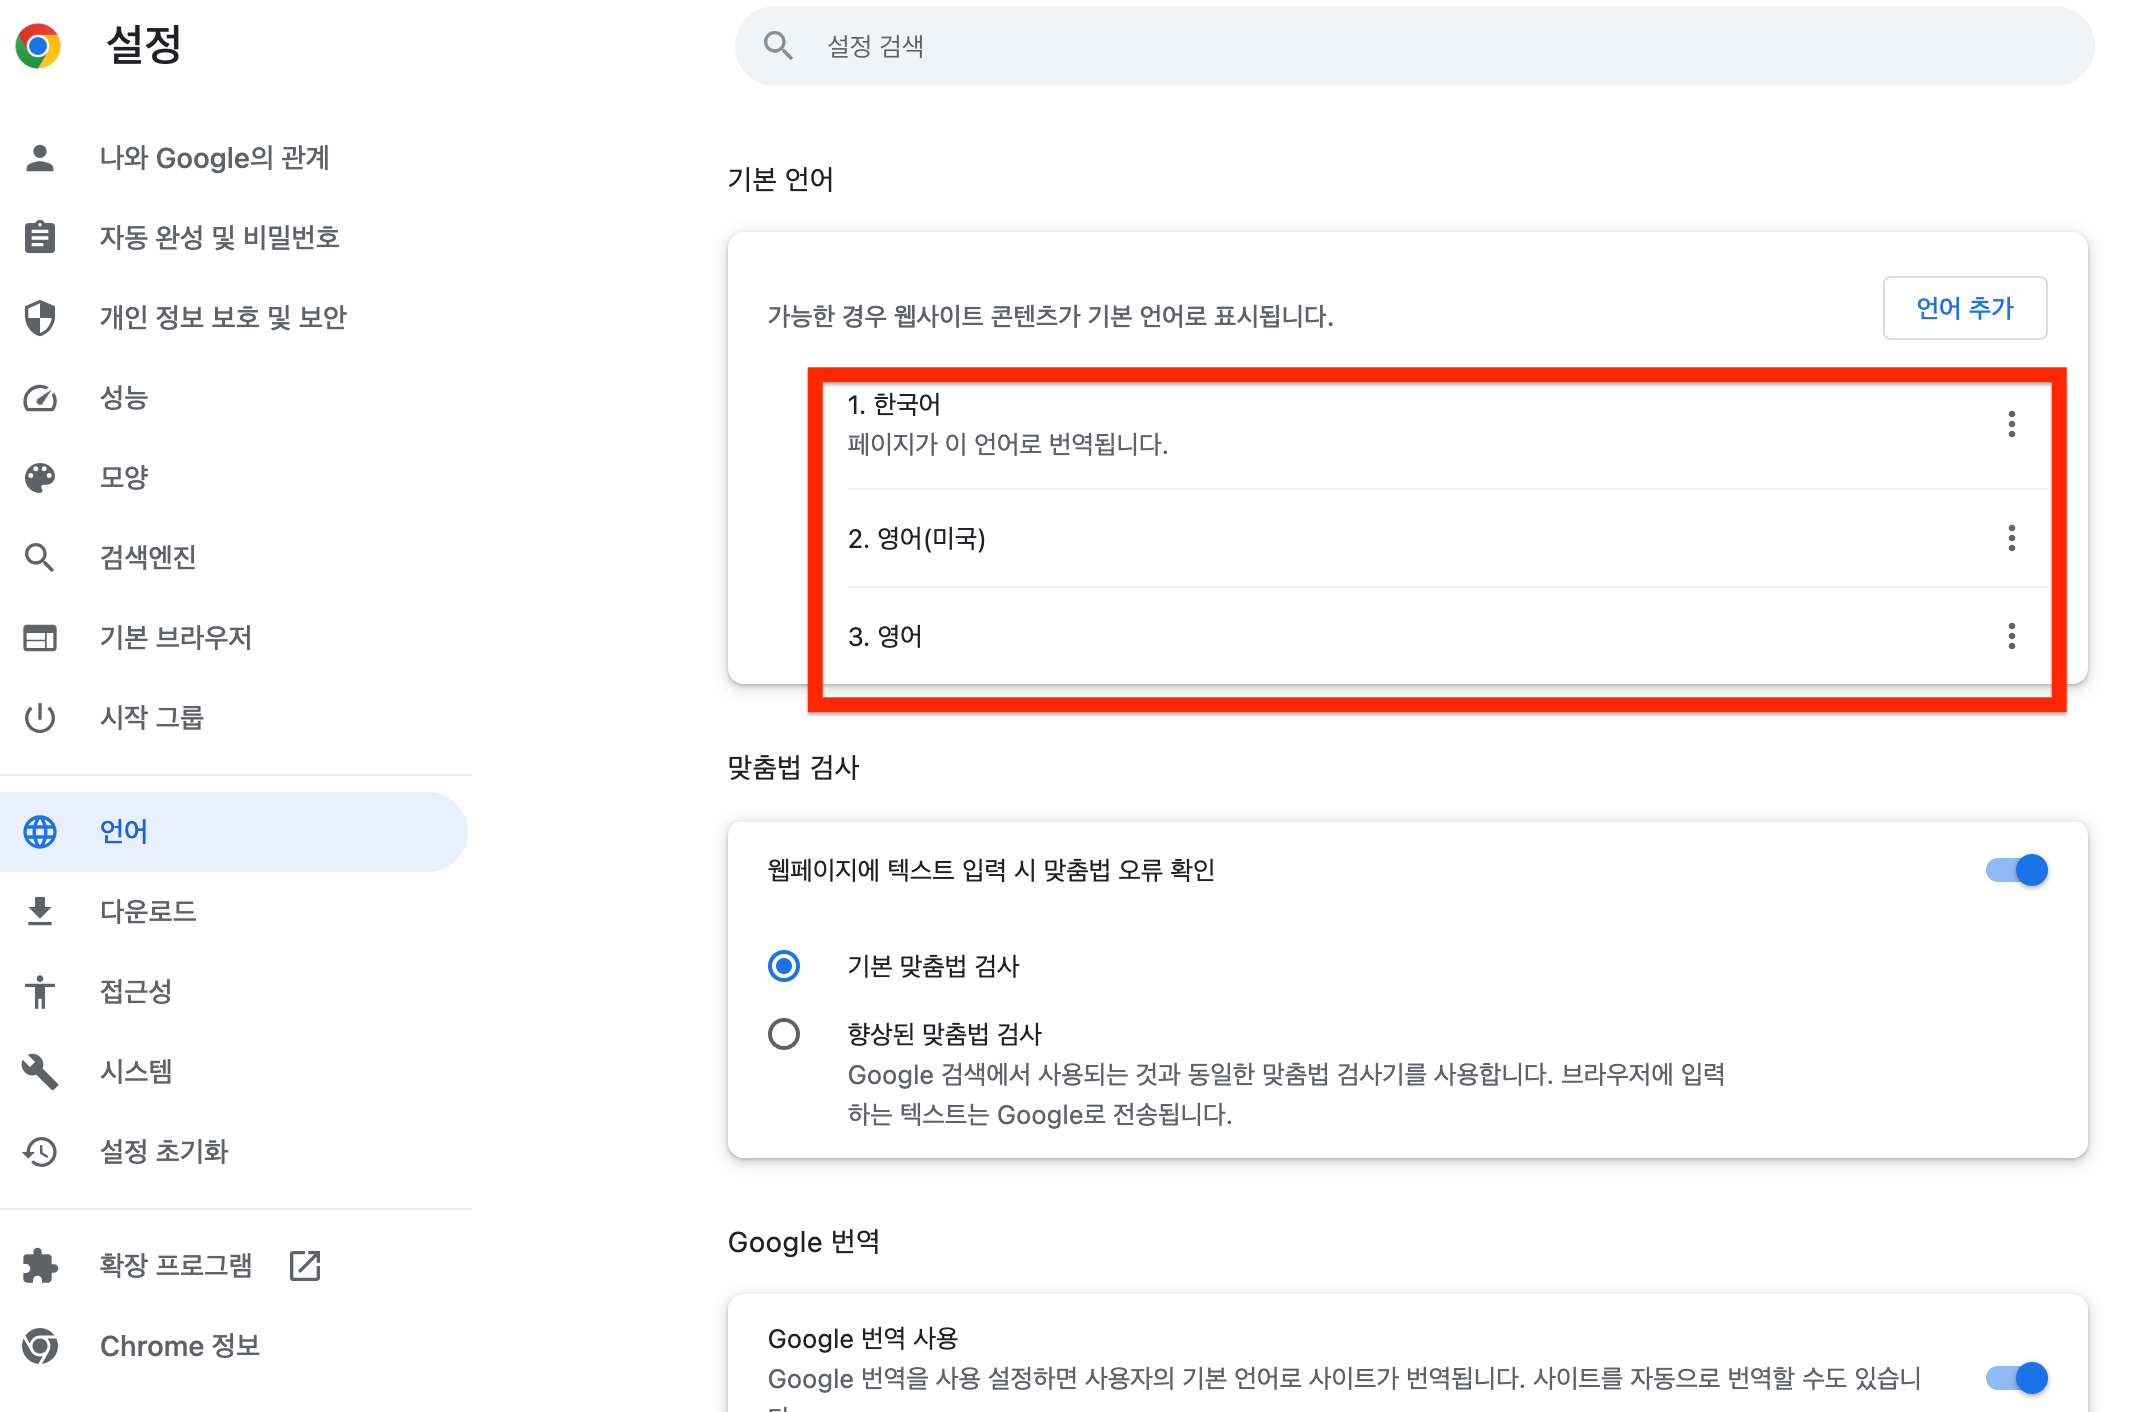 설정
설정 검색
나와 Google의 관계
자동 완성 및 비밀번호
개인 정보 보호 및 보안
성능
모양
검색엔진
기본 브라우저
시작 그룹
언어
다운로드
접근성
시스템
설정 초기화
확장 프로그램
Chrome 정보
기본 언어
가능한 경우 웹사이트 콘텐츠가 기본 언어로 표시됩니다.
언어 추가
1. 한국어
페이지가 이 언어로 번역됩니다.
2. 영어(미국)
3. 영어
맞춤법 검사
웹페이지에 텍스트 입력 시 맞춤법 오류 확인
기본 맞춤법 검사
향상된 맞춤법 검사
Google 검색에서 사용되는 것과 동일한 맞춤법 검사기를 사용합니다. 브라우저에 입력
하는 텍스트는 Google로 전송됩니다.
Google 번역
Google 번역 사용
Google 번역을 사용 설정하면 사용자의 기본 언어로 사이트가 번역됩니다. 사이트를 자동으로 번역할 수도 있습니